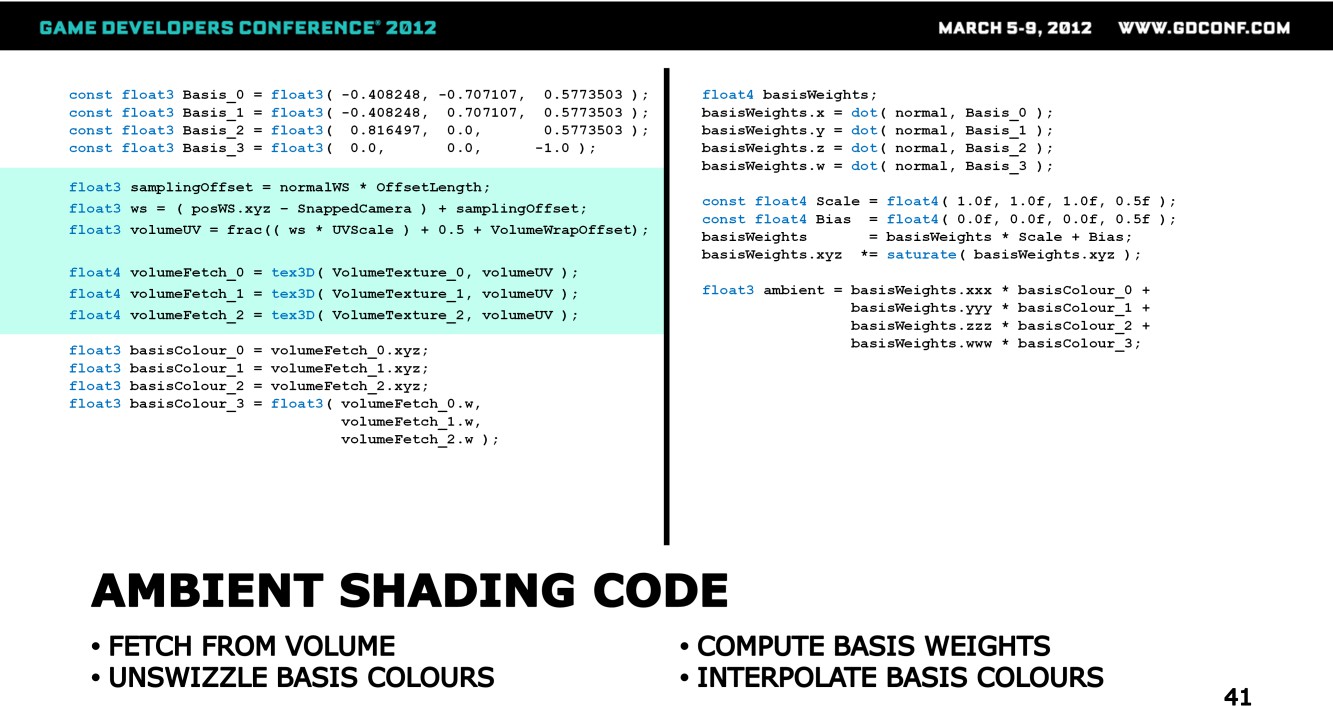 GAME DEVELOPERS CONFERENCE® 2012
MARCH 5-9, 2012 WWW.GDCONF.COM
const float3 Basis_0 = float3( -0.408248, -0.707107, 0.5773503 );
const float3 Basis_1 = float3( -0.408248, 0.707107, 0.5773503 );
const float3 Basis_2 = float3( 0.816497, 0.0, 0.5773503 );
const float3 Basis_3 = float3( 0.0, 0.0, -1.0 );
float3 samplingOffset = normalWS * OffsetLength;
float3 ws = ( posWS.xyz - SnappedCamera ) + samplingOffset;
float3 volumeUV = frac(( ws * UVScale ) + 0.5 + VolumeWrapOffset);
float4 volumeFetch_0 = tex3D( VolumeTexture_0, volumeUV );
float4 volumeFetch_1 = tex3D( VolumeTexture_1, volumeUV );
float4 volumeFetch_2 = tex3D( VolumeTexture_2, volumeUV );
float3 basisColour_0 = volumeFetch_0.xyz;
float3 basisColour_1 = volumeFetch_1.xyz;
float3 basisColour_2 = volumeFetch_2.xyz;
float3 basisColour_3 = float3( volumeFetch_0.w,
volumeFetch_1.w,
volumeFetch_2.w );
float4 basisWeights;
basisWeights.x = dot( normal, Basis_0 );
basisWeights.y = dot( normal, Basis_1 );
basisWeights.z = dot( normal, Basis_2 );
basisWeights.w = dot( normal, Basis_3 );
const float4 Scale = float4( 1.0f, 1.0f, 1.0f, 0.5f );
const float4 Bias = float4( 0.0f, 0.0f, 0.0f, 0.5f );
basisWeights = basisWeights * Scale + Bias;
basisWeights.xyz *= saturate( basisWeights.xyz );
float3 ambient = basisWeights.xxx * basisColour_0 +
basisWeights.yyy * basisColour_1 +
basisWeights.zzz * basisColour_2 +
basisWeights.www * basisColour_3;
AMBIENT SHADING CODE
• FETCH FROM VOLUME
• UNSWIZZLE BASIS COLOURS
• COMPUTE BASIS WEIGHTS
• INTERPOLATE BASIS COLOURS
41